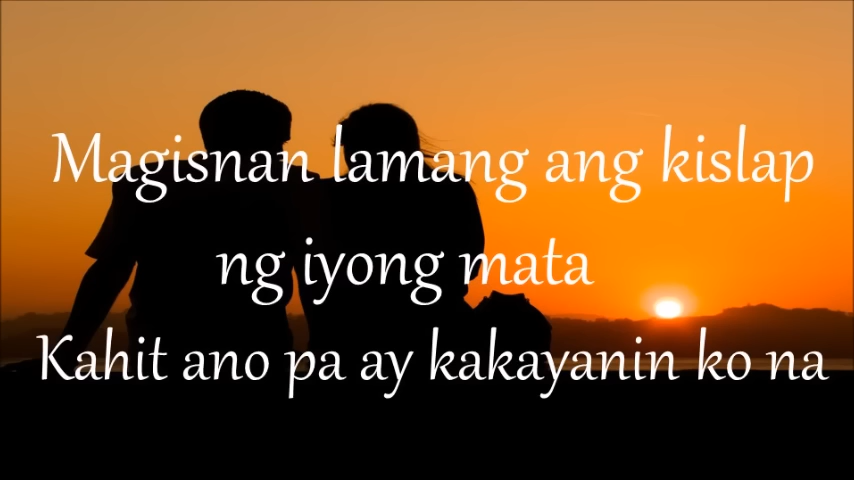 Magisnan lamang ang kislap
ng iyong mata
Kahit ano pa ay kakayanin ko na